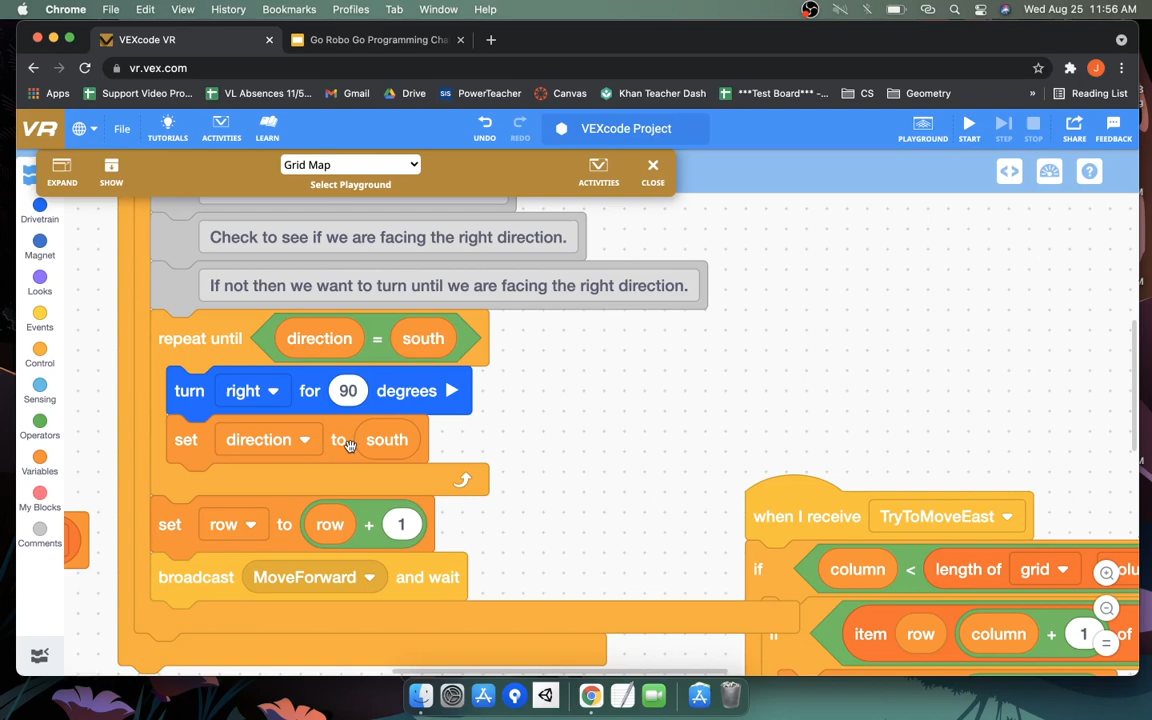 Chrome File Edit View History Bookmarks Profiles Tab Window Help Wed Aug 25 11:56 AM
VEXcode VR Go Robo Go Programming Cha
vr.vex.com
Apps Support Video Pro... VL Absences 11/5... Gmail Drive SIS PowerTeacher Canvas Khan Teacher Dash ***Test Board*** -... CS Geometry » Reading List
VR File TUTORIALS ACTIVITIES LEARN UNDO REDO VEXcode Project PLAYGROUND START STEP STOP SHARE FEEDBACK
EXPAND SHOW Grid Map Select Playground ACTIVITIES CLOSE
Drivetrain
Magnet
Looks
Events
Control
Sensing
Operators
Variables
My Blocks
Comments
Check to see if we are facing the right direction.
If not then we want to turn until we are facing the right direction.
repeat until direction = south
turn right for 90 degrees
set direction to south
set row to row + 1
broadcast MoveForward and wait
when I receive TryToMoveEast
if column < length of grid
if item row column + 1 of